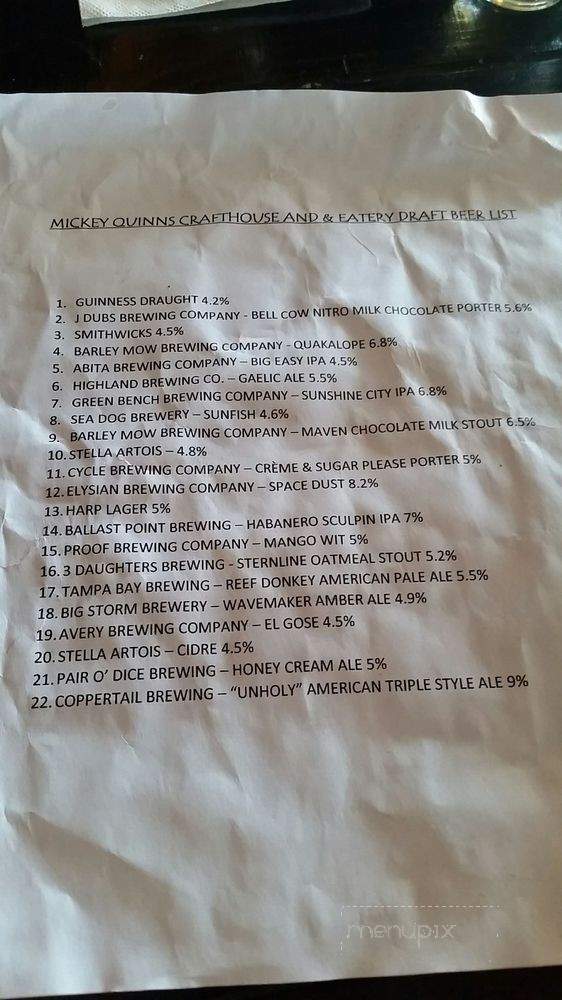 MICKEY QUINNS CRAFTHOUSE AND & EATERY DRAFT BEER LIST
1. GUINNESS DRAUGHT 4.2%
2. J DUBS BREWING COMPANY - BELL COW NITRO MILK CHOCOLATE PORTER 5.6%
3. SMITHWICKS 4.5%
4. BARLEY MOW BREWING COMPANY - QUAKALOPE 6.8%
5. ABITA BREWING COMPANY – BIG EASY IPA 4.5%
6. HIGHLAND BREWING CO. – GAELIC ALE 5.5%
7. GREEN BENCH BREWING COMPANY – SUNSHINE CITY IPA 6.8%
8. SEA DOG BREWERY – SUNFISH 4.6%
9. BARLEY MOW BREWING COMPANY – MAVEN CHOCOLATE MILK STOUT 6.5%
10. STELLA ARTOIS – 4.8%
11. CYCLE BREWING COMPANY – CRÈME & SUGAR PLEASE PORTER 5%
12. ELYSIAN BREWING COMPANY – SPACE DUST 8.2%
13. HARP LAGER 5%
14. BALLAST POINT BREWING – HABANERO SCULPIN IPA 7%
15. PROOF BREWING COMPANY – MANGO WIT 5%
16. 3 DAUGHTERS BREWING - STERNLINE OATMEAL STOUT 5.2%
17. TAMPA BAY BREWING – REEF DONKEY AMERICAN PALE ALE 5.5%
18. BIG STORM BREWERY – WAVEMAKER AMBER ALE 4.9%
19. AVERY BREWING COMPANY – EL GOSE 4.5%
20. STELLA ARTOIS – CIDRE 4.5%
21. PAIR O' DICE BREWING – HONEY CREAM ALE 5%
22. COPPERTAIL BREWING – “UNHOLY” AMERICAN TRIPLE STYLE ALE 9%
menupix